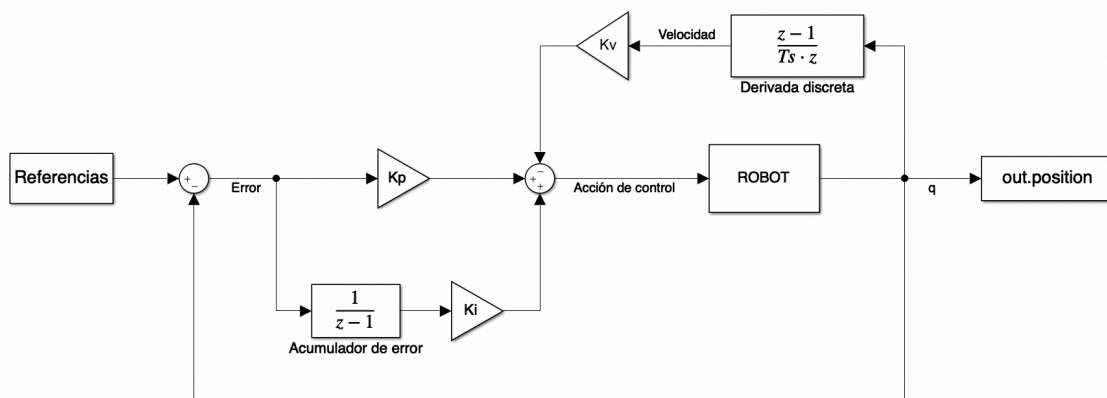 Kv
Velocidad
z − 1
Ts · z
Derivada discreta
Referencias
+
−
Error
Kp
−
+
+
Acción de control
ROBOT
q
out.position
1
z − 1
Acumulador de error
Ki